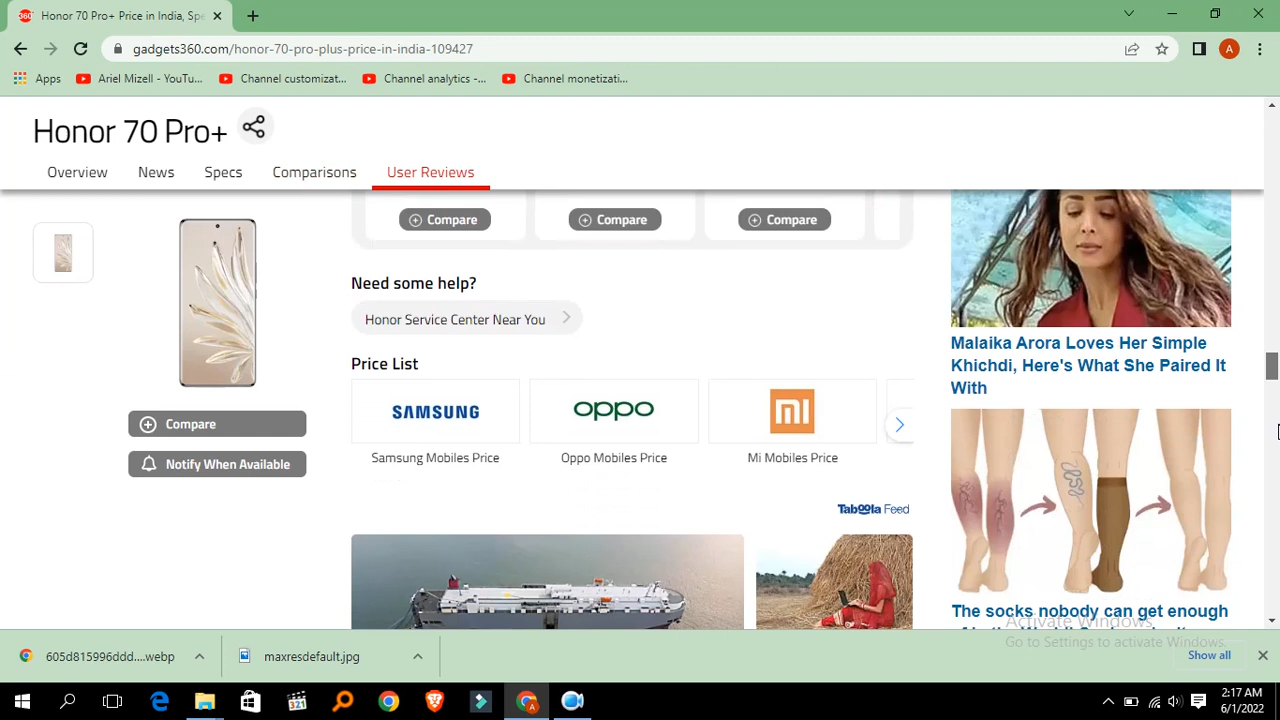 Honor 70 Pro+ Price in India, Spe
gadgets360.com/honor-70-pro-plus-price-in-india-109427
A
Apps
Ariel Mizell - YouTu...
Channel customizat...
Channel analytics -...
Channel monetizati...
Honor 70 Pro+
Overview
News
Specs
Comparisons
User Reviews
Compare
Compare
Compare
Need some help?
Honor Service Center Near You
Price List
SAMSUNG
oppo
mi
Samsung Mobiles Price
Oppo Mobiles Price
Mi Mobiles Price
Compare
Notify When Available
Taboola Feed
Malaika Arora Loves Her Simple
Khichdi, Here's What She Paired It
With
The socks nobody can get enough
Activate Windows
Go to Settings to activate Windows.
605d815996ddd....webp
maxresdefault.jpg
Show all
321
2:17 AM
6/1/2022